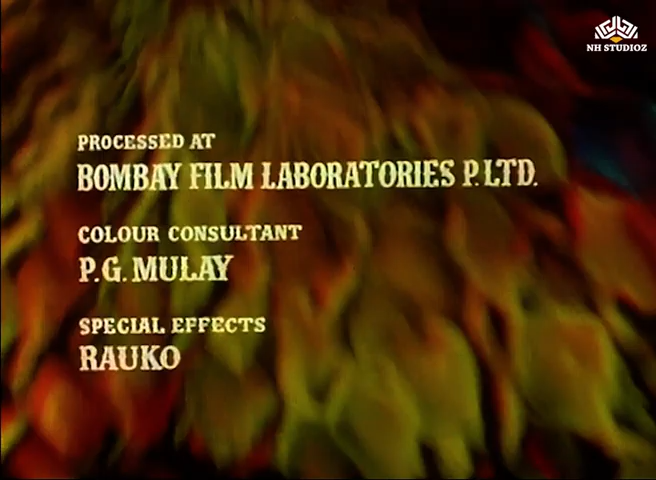 NH STUDIOZ
PROCESSED AT
BOMBAY FILM LABORATORIES P. LTD.
COLOUR CONSULTANT
P.G. MULAY
SPECIAL EFFECTS
RAUKO